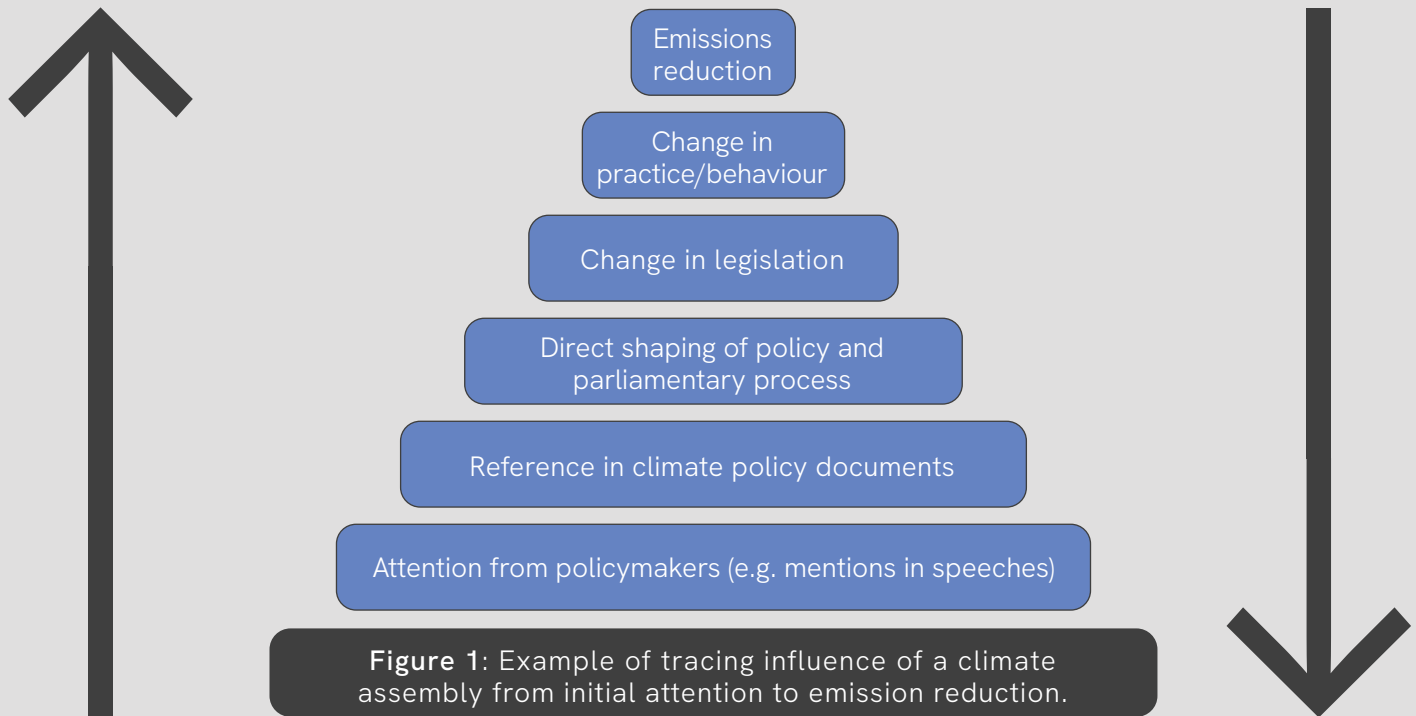 Emissions
reduction
Change in
practice/behaviour
Change in legislation
Direct shaping of policy and
parliamentary process
Reference in climate policy documents
Attention from policymakers (e.g. mentions in speeches)
Figure 1: Example of tracing influence of a climate
assembly from initial attention to emission reduction.